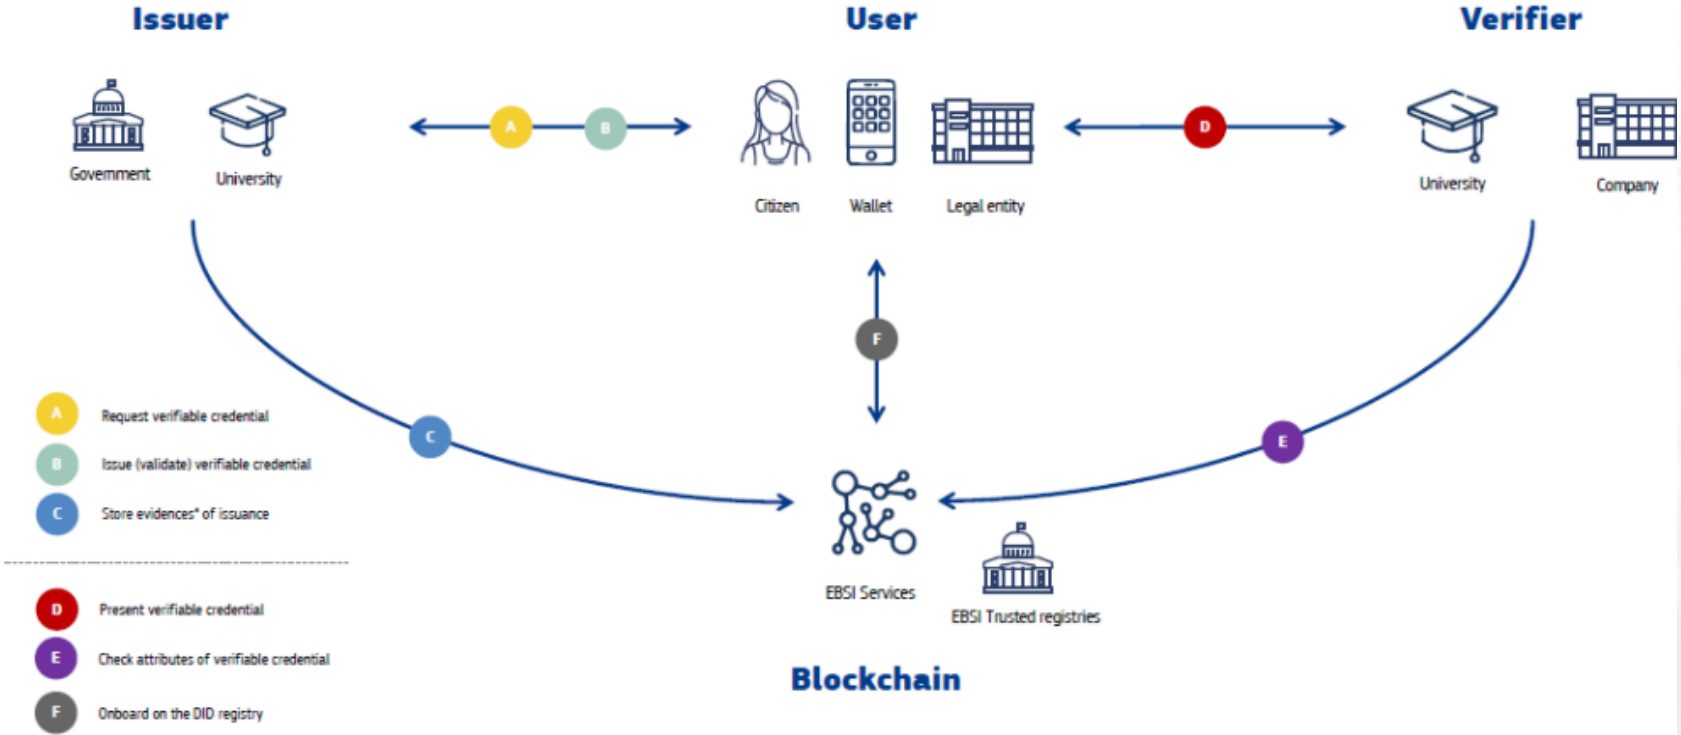 Issuer
User
Verifier
A
B
D
Government
University
Citizen
Wallet
Legal entity
University
Company
F
C
E
A Request verifiable credential
B Issue (validate) verifiable credential
C Store evidences* of issuance
D Present verifiable credential
E Check attributes of verifiable credential
F Onboard on the DID registry
EBSI Services
EBSI Trusted registries
Blockchain